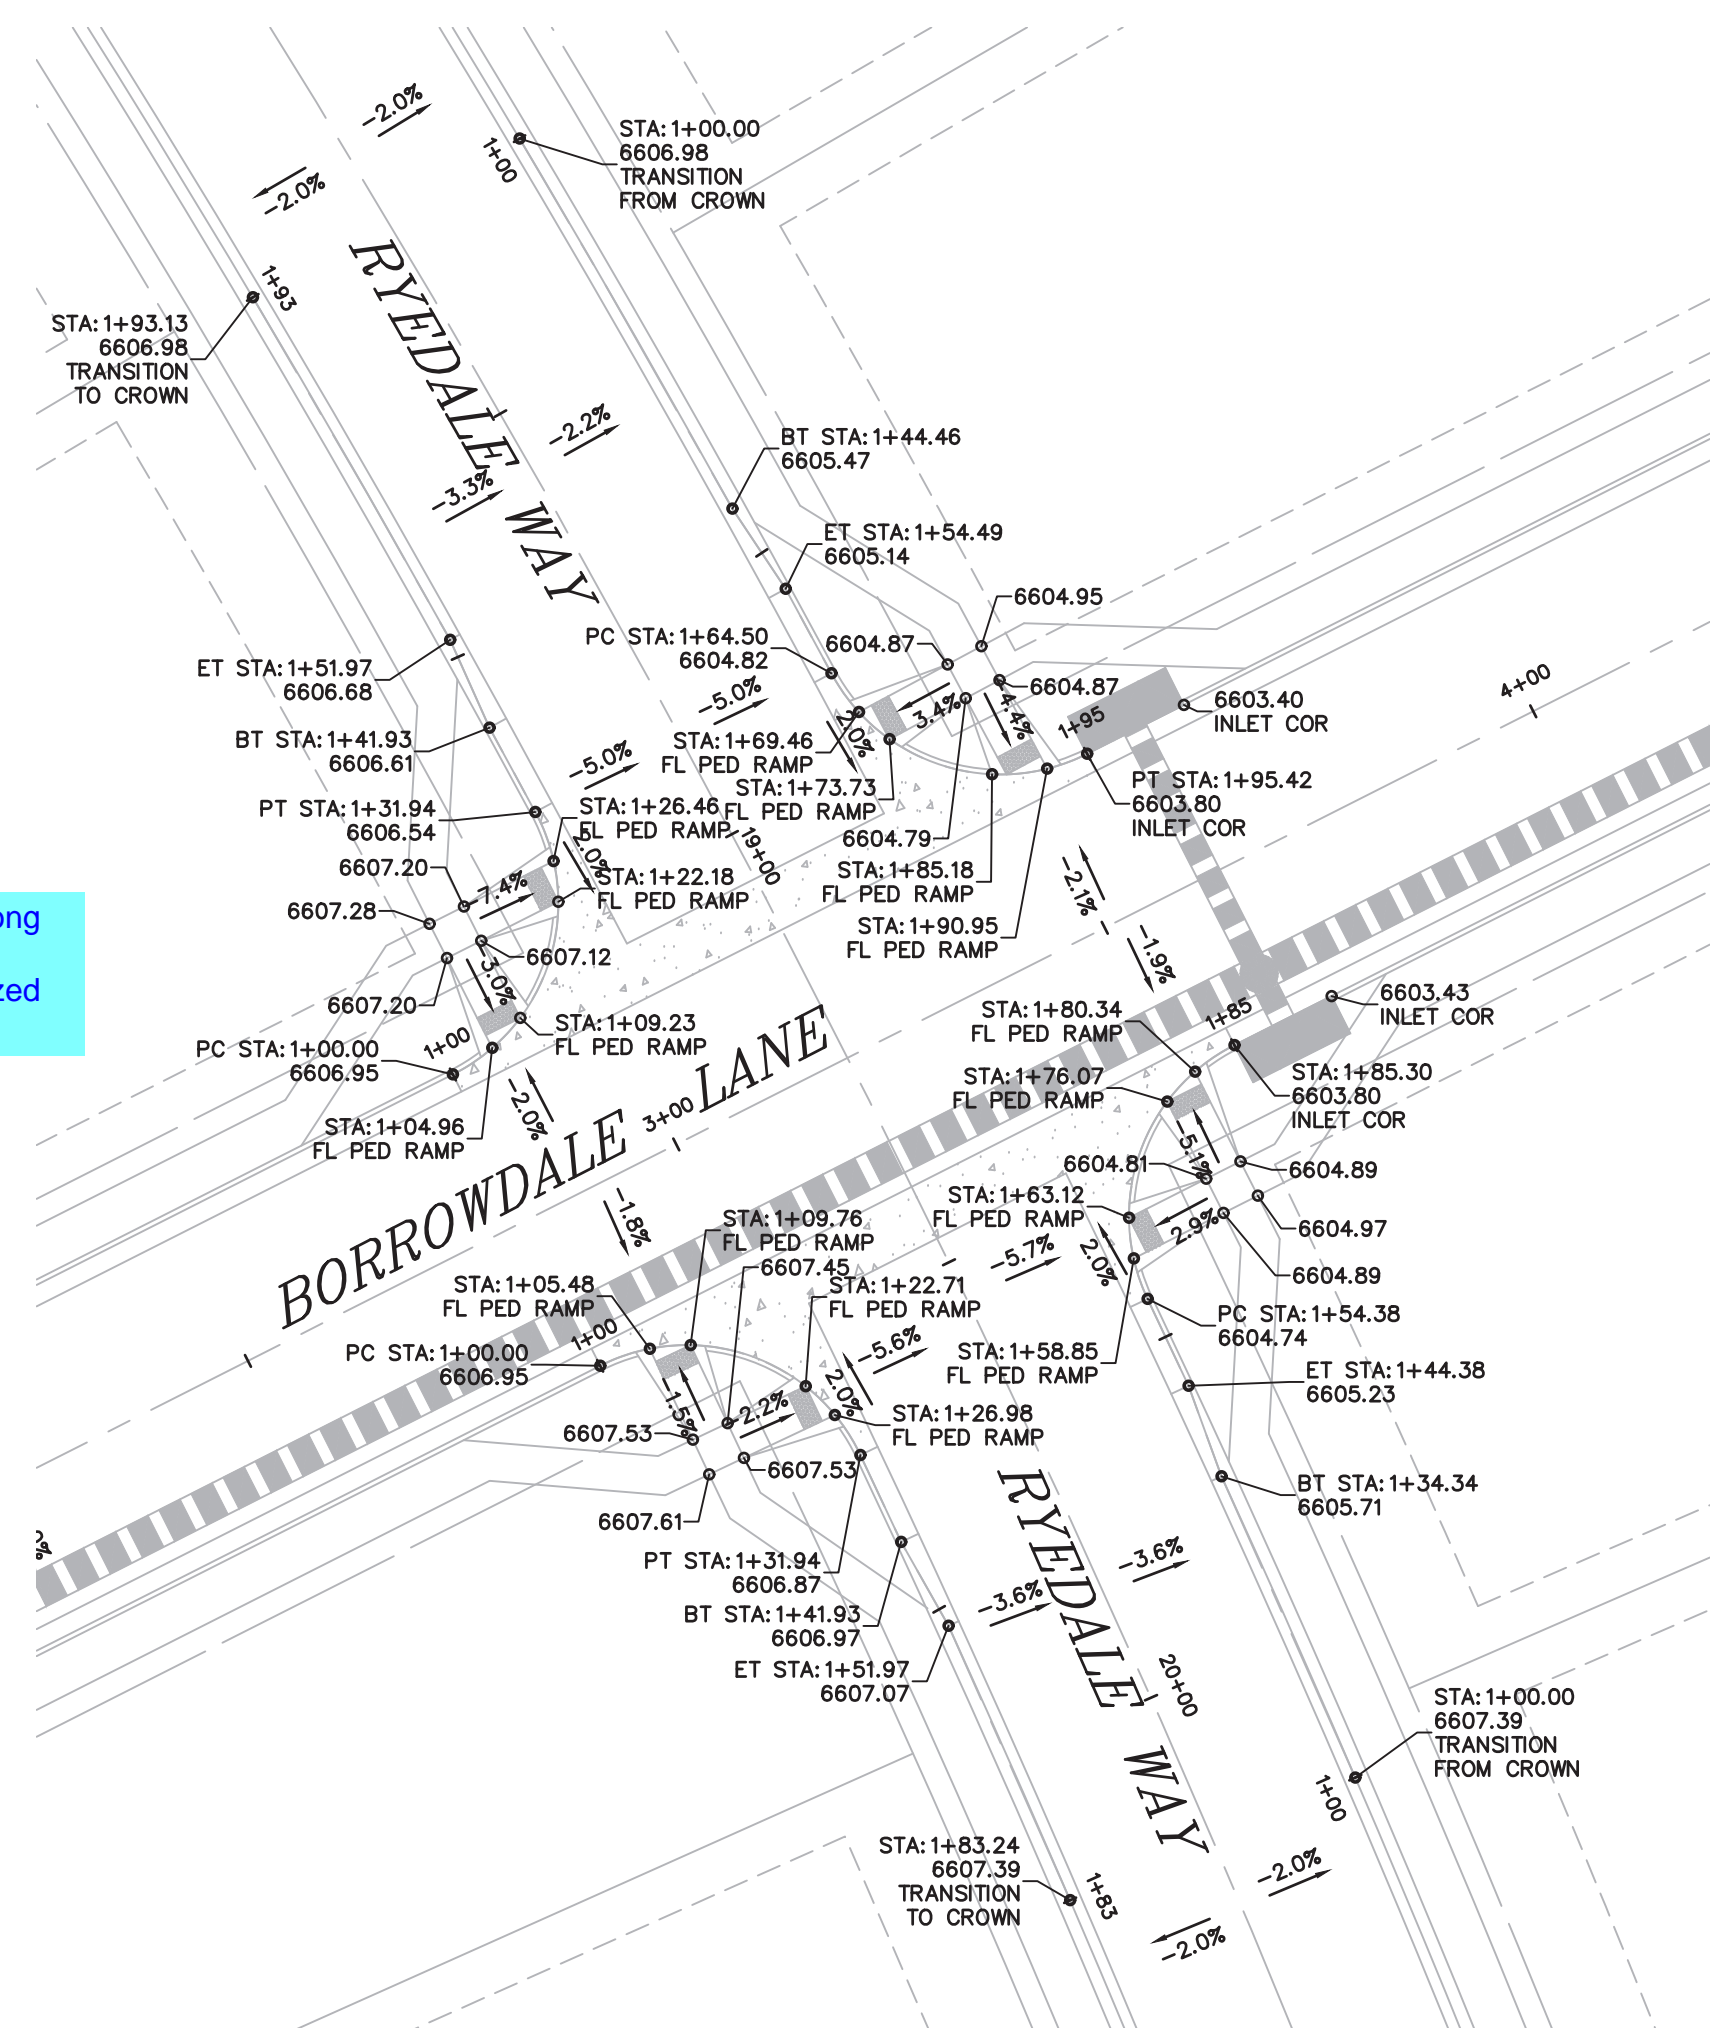 -2.0%
-2.0%
1+00
STA:1+00.00
6606.98
TRANSITION
FROM CROWN
1+93
STA:1+93.13
6606.98
TRANSITION
TO CROWN
RYEDALE WAY
-2.2%
-3.3%
BT STA:1+44.46
6605.47
ET STA:1+54.49
6605.14
6604.95
PC STA:1+64.50
6604.82
6604.87
6604.87
ET STA:1+51.97
6606.68
-5.0%
3.4%
-4.4%
2.0%
1+95
6603.40
INLET COR
4+00
BT STA:1+41.93
6606.61
STA:1+69.46
FL PED RAMP
-5.0%
STA:1+73.73
FL PED RAMP
PT STA:1+95.42
6603.80
INLET COR
PT STA:1+31.94
6606.54
STA:1+26.46
FL PED RAMP
6604.79
19+00
2.0%
6607.20
-7.4%
STA:1+22.18
FL PED RAMP
STA:1+85.18
FL PED RAMP
-2.1%
6607.28
STA:1+90.95
FL PED RAMP
ong
6607.12
-3.0%
-1.9%
zed
6607.20
6603.43
INLET COR
STA:1+80.34
FL PED RAMP
1+85
STA:1+09.23
FL PED RAMP
1+00
PC STA:1+00.00
6606.95
STA:1+76.07
FL PED RAMP
STA:1+85.30
6603.80
INLET COR
-2.0%
STA:1+04.96
FL PED RAMP
3+00
BORROWDALE LANE
-5.1%
6604.81
6604.89
STA:1+63.12
FL PED RAMP
-1.8%
2.9%
6604.97
STA:1+09.76
FL PED RAMP
6607.45
-5.7%
2.0%
6604.89
STA:1+05.48
FL PED RAMP
STA:1+22.71
FL PED RAMP
PC STA:1+54.38
6604.74
1+00
PC STA:1+00.00
6606.95
-5.6%
STA:1+58.85
FL PED RAMP
ET STA:1+44.38
6605.23
-1.5%
-2.2%
2.0%
STA:1+26.98
FL PED RAMP
6607.53
6607.53
BT STA:1+34.34
6605.71
6607.61
RYEDALE WAY
%
PT STA:1+31.94
6606.87
-3.6%
-3.6%
BT STA:1+41.93
6606.97
ET STA:1+51.97
6607.07
20+00
STA:1+00.00
6607.39
TRANSITION
FROM CROWN
1+00
STA:1+83.24
6607.39
TRANSITION
TO CROWN
1+83
-2.0%
-2.0%